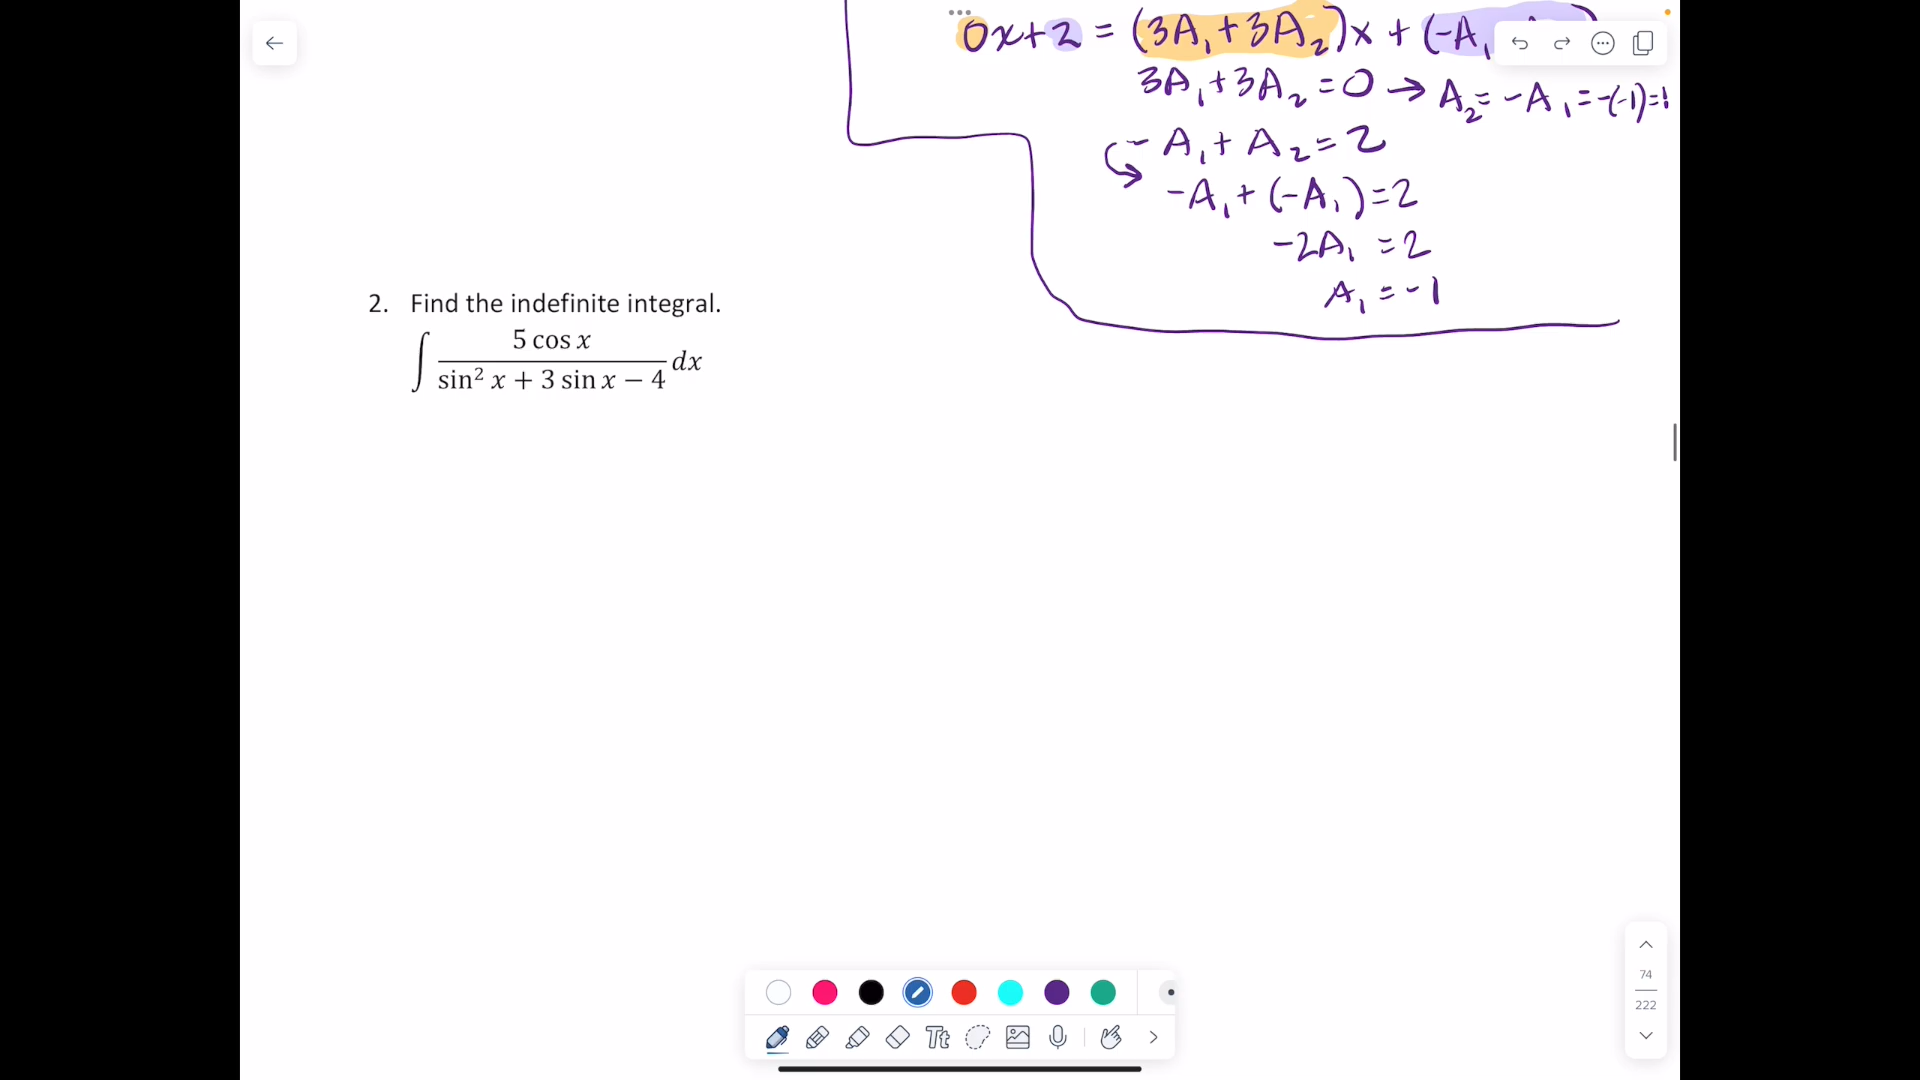 0x+2 = (3A₁+3A₂)x + (-A₁
3A₁+3A₂=0 → A₂=-A₁=-(-1)=1
-A₁+A₂=2
-A₁+(-A₁)=2
-2A₁=2
A₁=-1
2. Find the indefinite integral.
∫ 5 cos x / (sin² x + 3 sin x − 4) dx
74
222
Tt